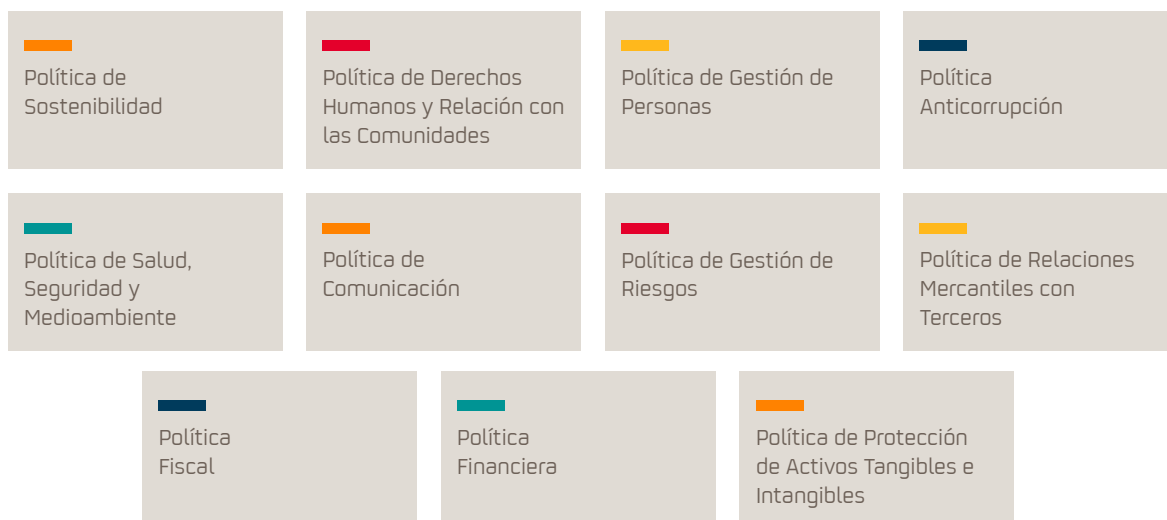 Política de
Sostenibilidad
Política de Derechos
Humanos y Relación con
las Comunidades
Política de Gestión de
Personas
Política
Anticorrupción
Política de Salud,
Seguridad y
Medioambiente
Política de
Comunicación
Política de Gestión de
Riesgos
Política de Relaciones
Mercantiles con
Terceros
Política
Fiscal
Política
Financiera
Política de Protección
de Activos Tangibles e
Intangibles